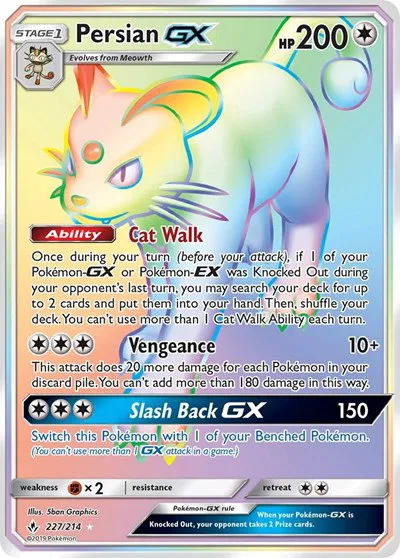 STAGE 1 Persian GX HP 200
Evolves from Meowth
Ability Cat Walk
Once during your turn (before your attack), if 1 of your
Pokémon-GX or Pokémon-EX was Knocked Out during
your opponent's last turn, you may search your deck for up
to 2 cards and put them into your hand. Then, shuffle your
deck. You can't use more than 1 Cat Walk Ability each turn.
Vengeance 10+
This attack does 20 more damage for each Pokémon in your
discard pile. You can't add more than 180 damage in this way.
Slash Back GX 150
Switch this Pokémon with 1 of your Benched Pokémon.
(You can't use more than 1 GX attack in a game.)
weakness ×2 resistance retreat
Illus. 5ban Graphics
227/214
©2019 Pokémon
Pokémon-GX rule
When your Pokémon-GX is
Knocked Out, your opponent takes 2 Prize cards.